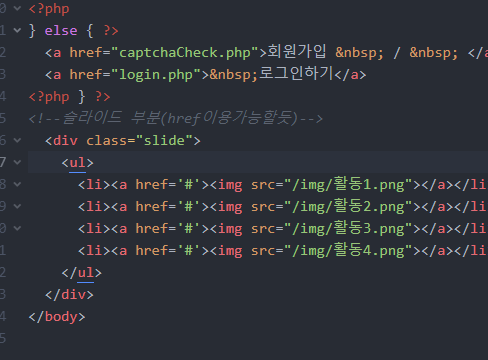 0 <?php
1 } else { ?>
2 <a href="captchaCheck.php">회원가입 &nbsp; / &nbsp; </a
3 <a href="login.php">&nbsp;로그인하기</a>
4 <?php } ?>
5 <!--슬라이드 부분(href이용가능할듯)-->
6 <div class="slide">
7 <ul>
8 <li><a href='#'><img src="/img/활동1.png"></a></li
9 <li><a href='#'><img src="/img/활동2.png"></a></li
0 <li><a href='#'><img src="/img/활동3.png"></a></li
1 <li><a href='#'><img src="/img/활동4.png"></a></li
2 </ul>
3 </div>
4 </body>
5